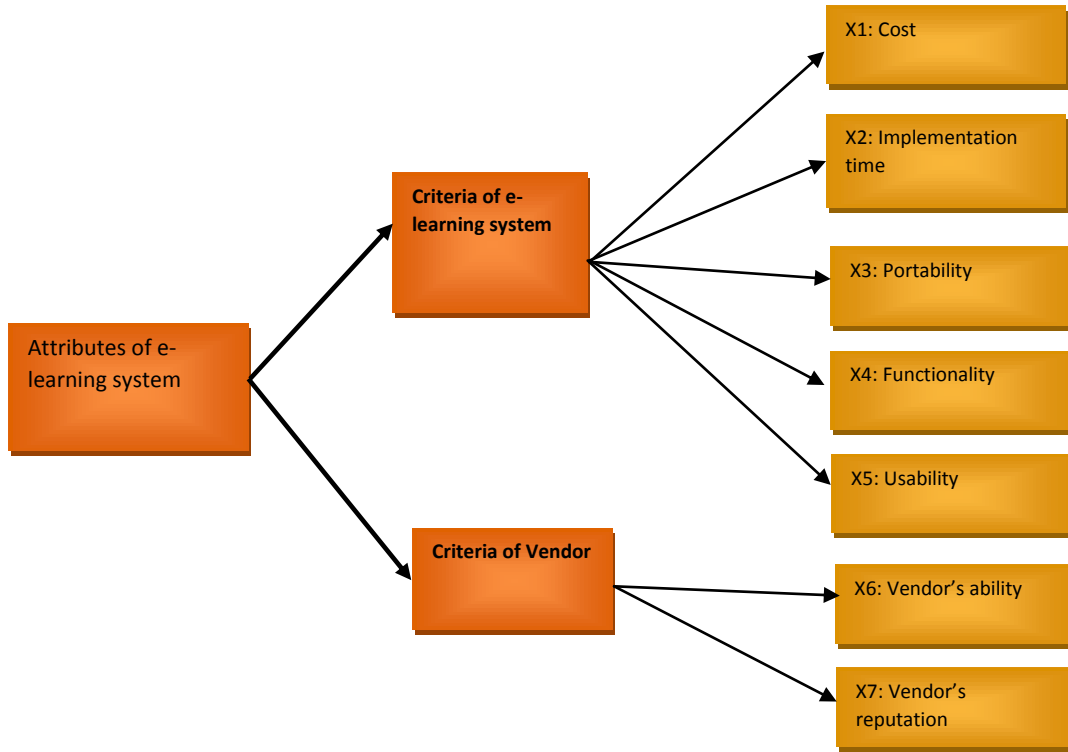 Attributes of e-
learning system
Criteria of e-
learning system
Criteria of Vendor
X1: Cost
X2: Implementation
time
X3: Portability
X4: Functionality
X5: Usability
X6: Vendor’s ability
X7: Vendor’s
reputation